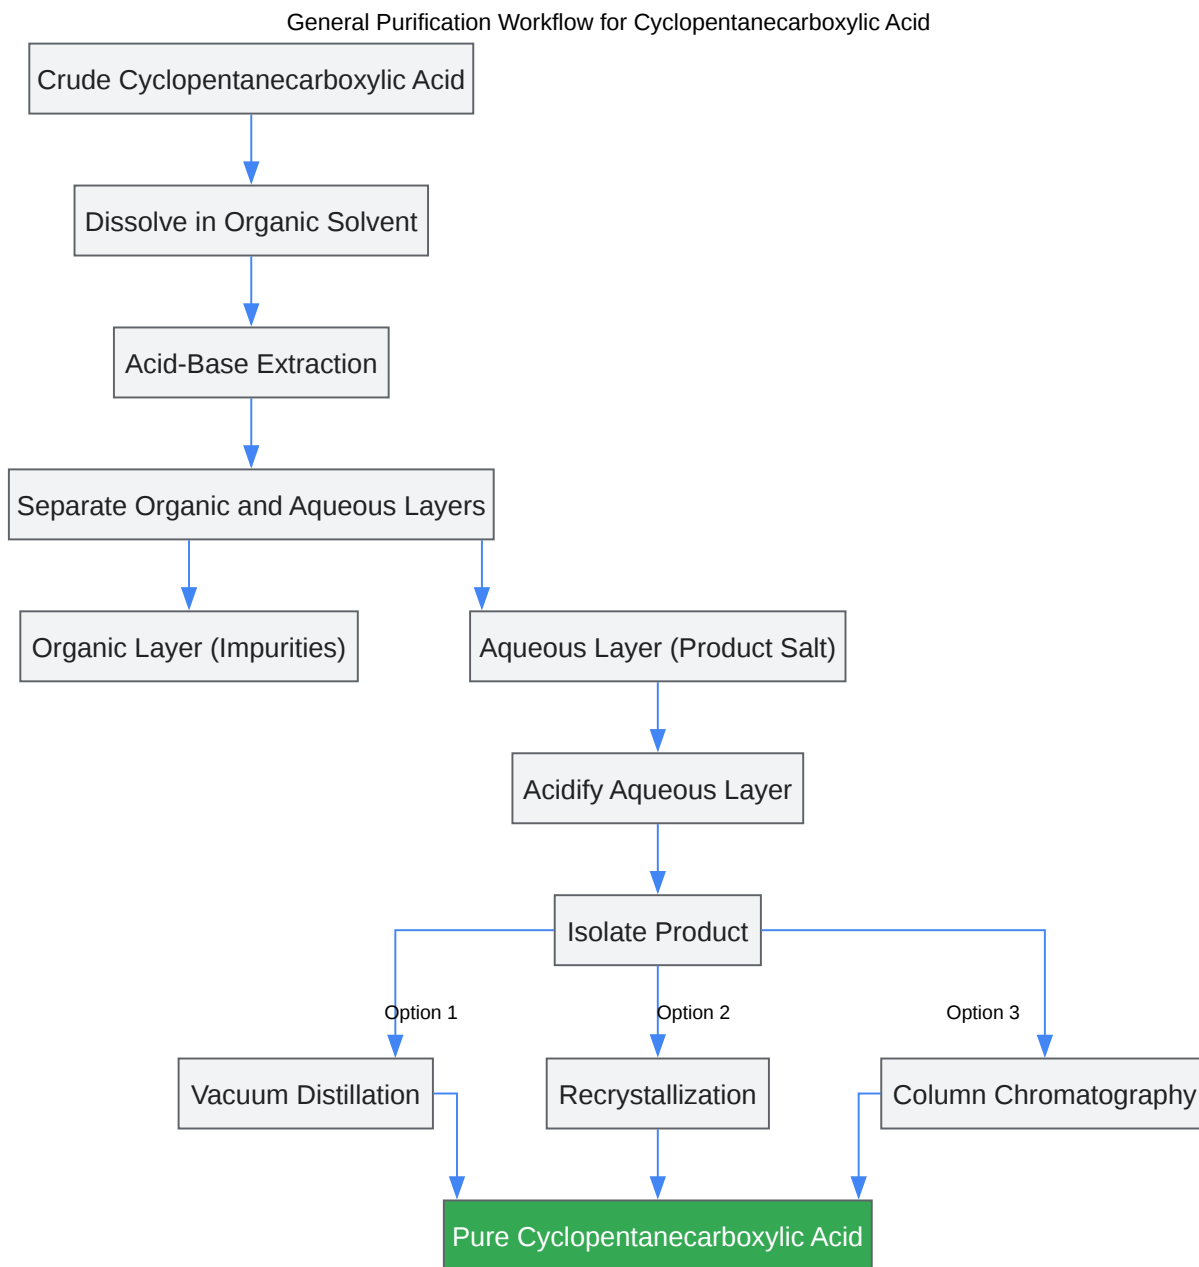 General Purification Workflow for Cyclopentanecarboxylic Acid
Crude Cyclopentanecarboxylic Acid
Dissolve in Organic Solvent
Acid-Base Extraction
Separate Organic and Aqueous Layers
Organic Layer (Impurities)
Aqueous Layer (Product Salt)
Acidify Aqueous Layer
Isolate Product
Option 1
Option 2
Option 3
Vacuum Distillation
Recrystallization
Column Chromatography
Pure Cyclopentanecarboxylic Acid